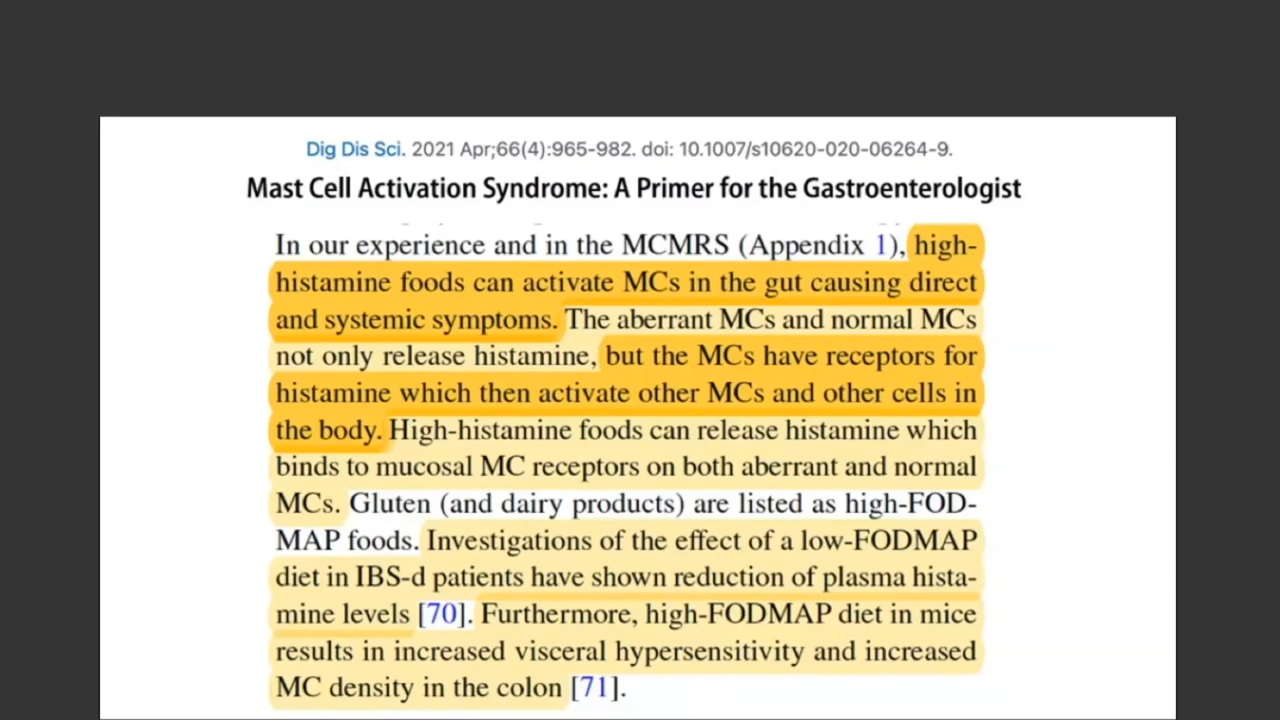 Dig Dis Sci. 2021 Apr;66(4):965-982. doi: 10.1007/s10620-020-06264-9.
Mast Cell Activation Syndrome: A Primer for the Gastroenterologist
In our experience and in the MCMRS (Appendix 1), high-
histamine foods can activate MCs in the gut causing direct
and systemic symptoms. The aberrant MCs and normal MCs
not only release histamine, but the MCs have receptors for
histamine which then activate other MCs and other cells in
the body. High-histamine foods can release histamine which
binds to mucosal MC receptors on both aberrant and normal
MCs. Gluten (and dairy products) are listed as high-FOD-
MAP foods. Investigations of the effect of a low-FODMAP
diet in IBS-d patients have shown reduction of plasma hista-
mine levels [70]. Furthermore, high-FODMAP diet in mice
results in increased visceral hypersensitivity and increased
MC density in the colon [71].